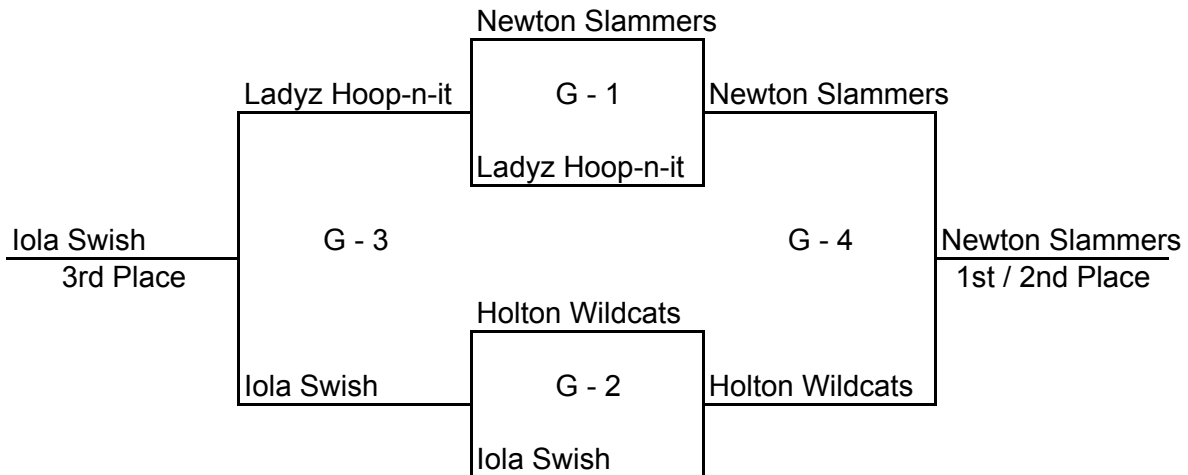 Newton Slammers
Ladyz Hoop-n-it
G - 1
Newton Slammers
Ladyz Hoop-n-it
Iola Swish
G - 3
G - 4
Newton Slammers
3rd Place
1st / 2nd Place
Holton Wildcats
Iola Swish
G - 2
Holton Wildcats
Iola Swish